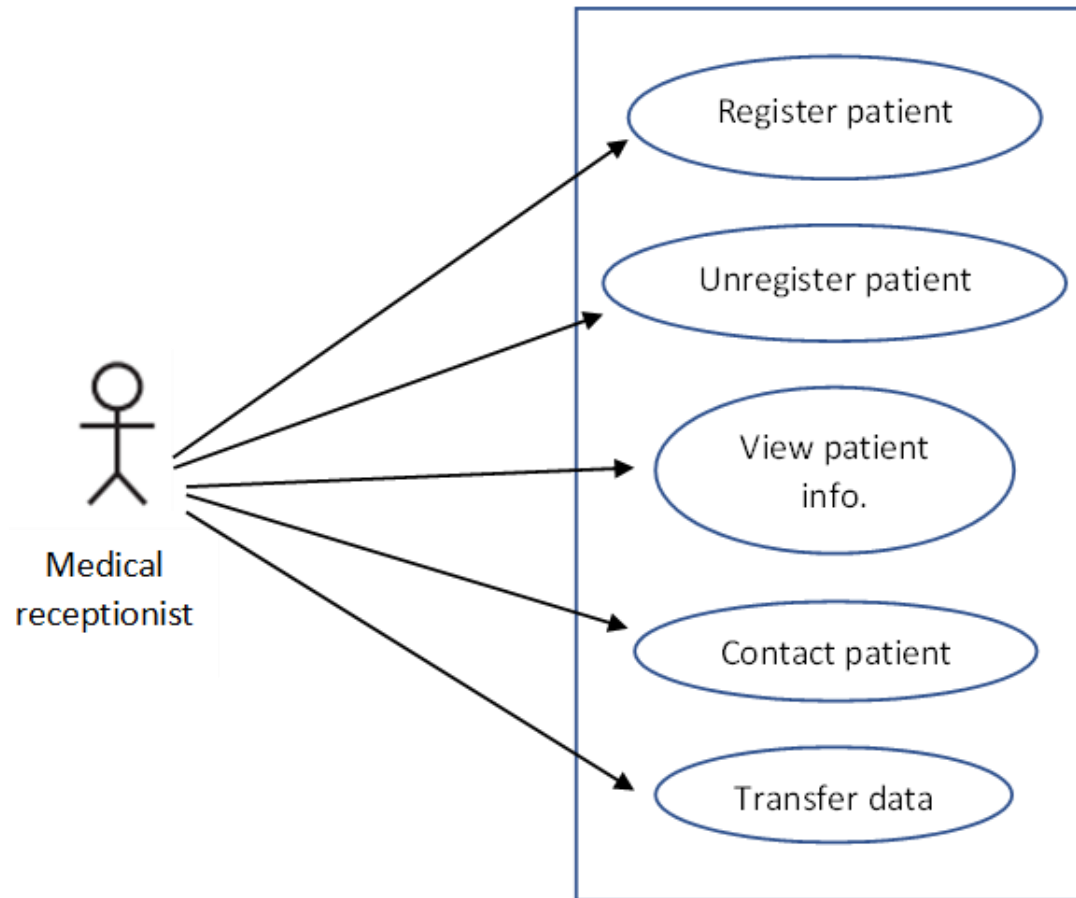 Register patient
Unregister patient
View patient
info.
Medical
receptionist
Contact patient
Transfer data